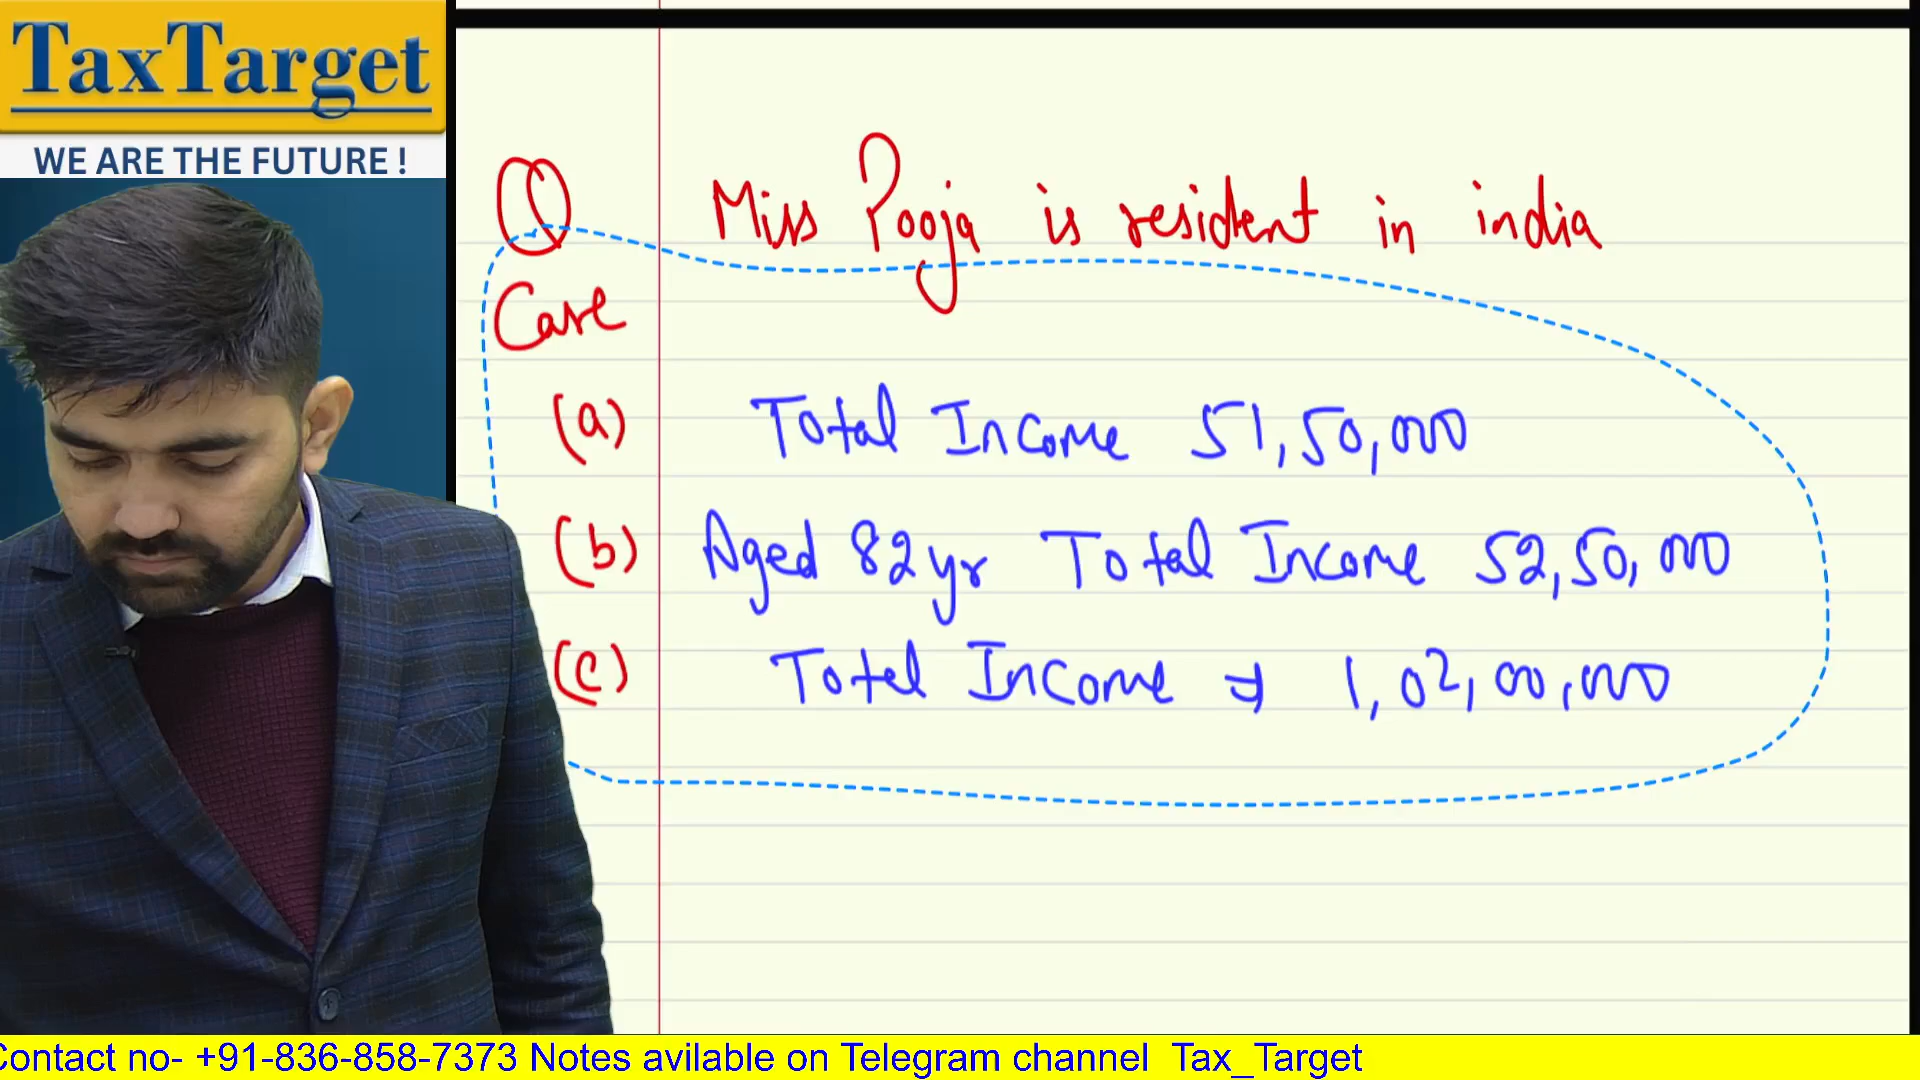 TaxTarget
WE ARE THE FUTURE !
Q Miss Pooja is resident in india
Case
(a) Total Income 51,50,000
(b) Aged 82 yr Total Income 52,50,000
(c) Total Income ⇒ 1,02,00,000
Contact no- +91-836-858-7373 Notes avilable on Telegram channel Tax_Target